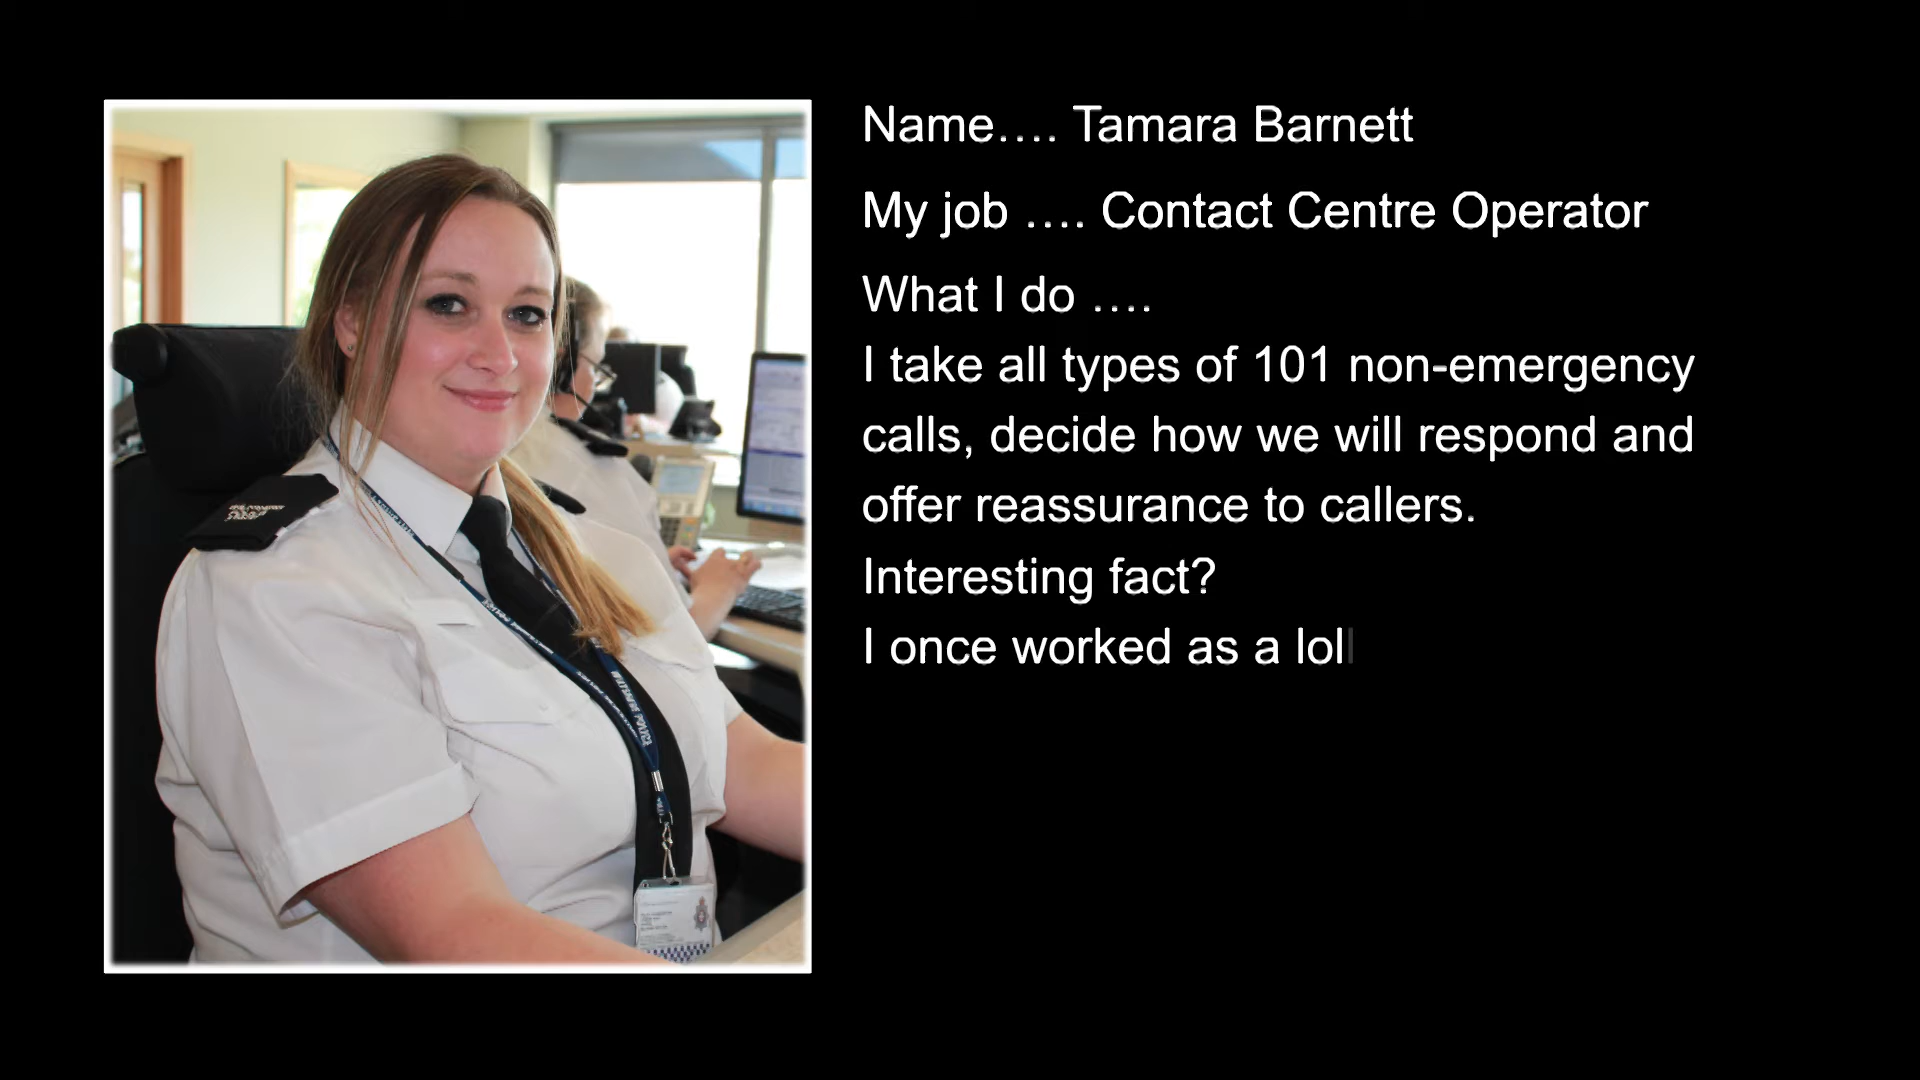 Name.... Tamara Barnett
My job .... Contact Centre Operator
What I do ....
I take all types of 101 non-emergency
calls, decide how we will respond and
offer reassurance to callers.
Interesting fact?
I once worked as a loll